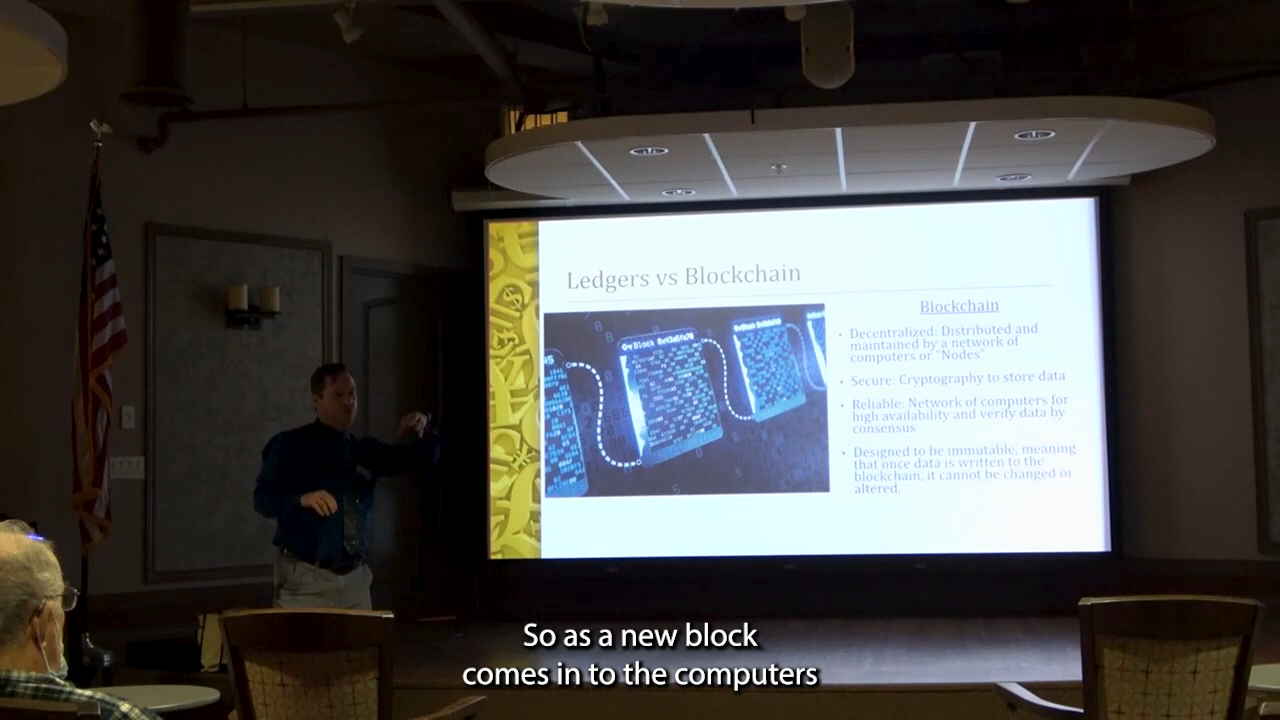 Ledgers vs Blockchain
Block 0x43a6fa78
Blockchain
· Decentralized: Distributed and
maintained by a network of
computers or "Nodes"
· Secure: Cryptography to store data
· Reliable: Network of computers for
high availability and verify data by
consensus
· Designed to be immutable, meaning
that once data is written to the
blockchain, it cannot be changed or
altered.
So as a new block
comes in to the computers